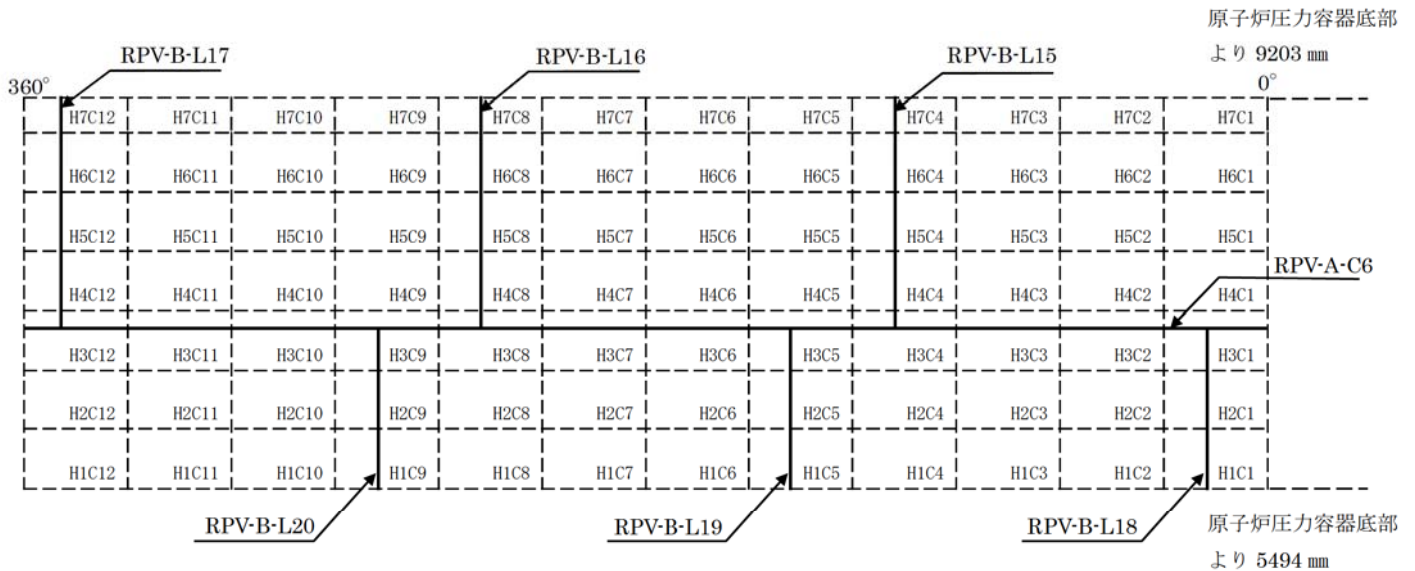 原子炉圧力容器底部
より 9203 mm
RPV-B-L17
RPV-B-L16
RPV-B-L15
360°
0°
H7C12 H7C11 H7C10 H7C9 H7C8 H7C7 H7C6 H7C5 H7C4 H7C3 H7C2 H7C1
H6C12 H6C11 H6C10 H6C9 H6C8 H6C7 H6C6 H6C5 H6C4 H6C3 H6C2 H6C1
H5C12 H5C11 H5C10 H5C9 H5C8 H5C7 H5C6 H5C5 H5C4 H5C3 H5C2 H5C1
RPV-A-C6
H4C12 H4C11 H4C10 H4C9 H4C8 H4C7 H4C6 H4C5 H4C4 H4C3 H4C2 H4C1
H3C12 H3C11 H3C10 H3C9 H3C8 H3C7 H3C6 H3C5 H3C4 H3C3 H3C2 H3C1
H2C12 H2C11 H2C10 H2C9 H2C8 H2C7 H2C6 H2C5 H2C4 H2C3 H2C2 H2C1
H1C12 H1C11 H1C10 H1C9 H1C8 H1C7 H1C6 H1C5 H1C4 H1C3 H1C2 H1C1
RPV-B-L20
RPV-B-L19
RPV-B-L18
原子炉圧力容器底部
より 5494 mm